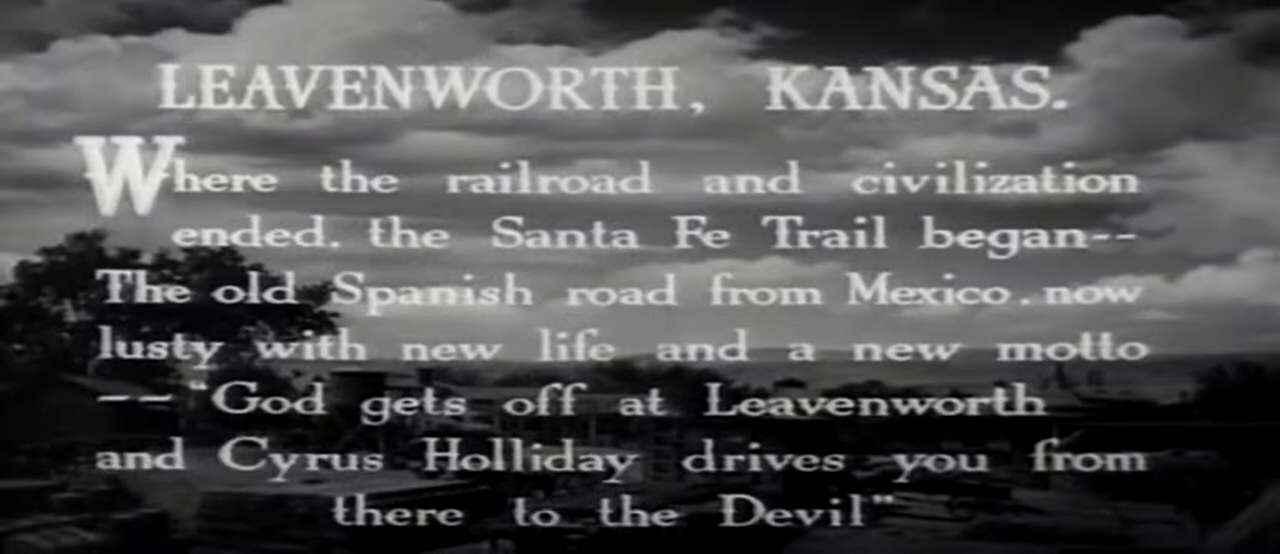 LEAVENWORTH, KANSAS.
Where the railroad and civilization
ended. the Santa Fe Trail began--
The old Spanish road from Mexico. now
lusty with new life and a new motto
-- "God gets off at Leavenworth
and Cyrus Holliday drives you from
there to the Devil"